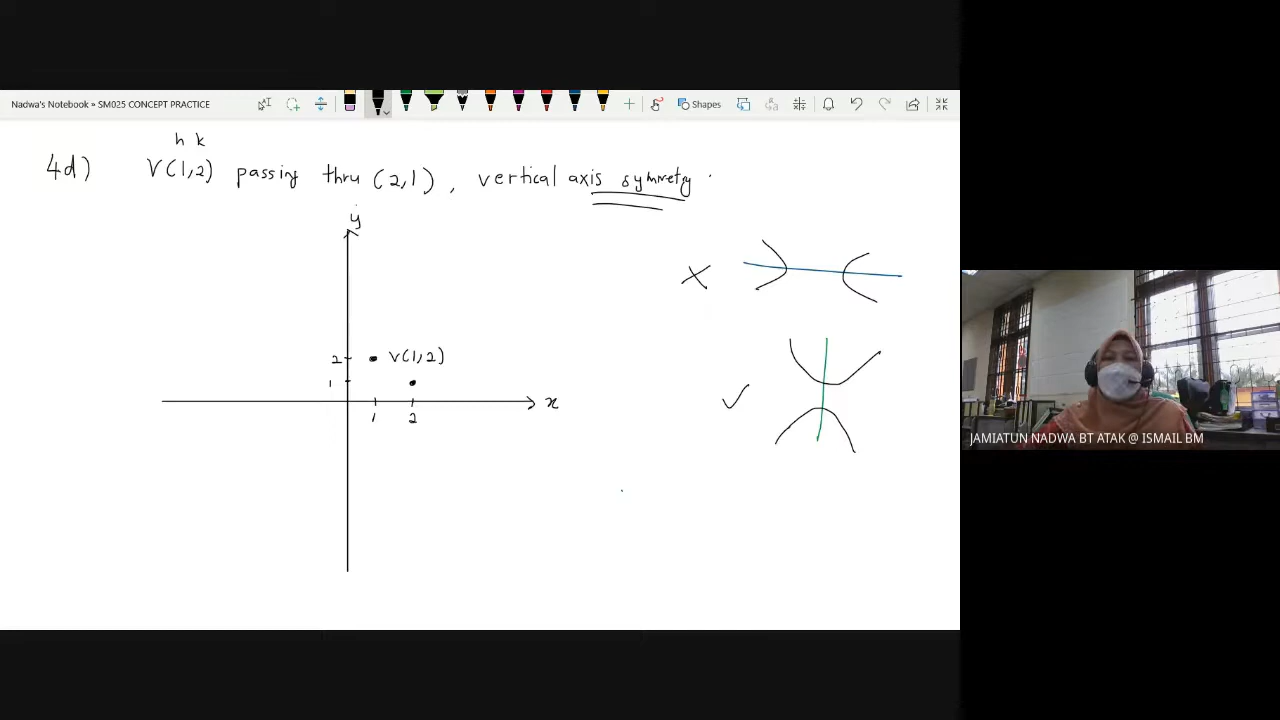 Nadwa's Notebook » SM025 CONCEPT PRACTICE
Shapes
h k
4d) V(1,2) passing thru (2,1), vertical axis symmetry.
y
x
2 V(1,2)
1
x
1 2
JAMIATUN NADWA BT ATAK @ ISMAIL BM